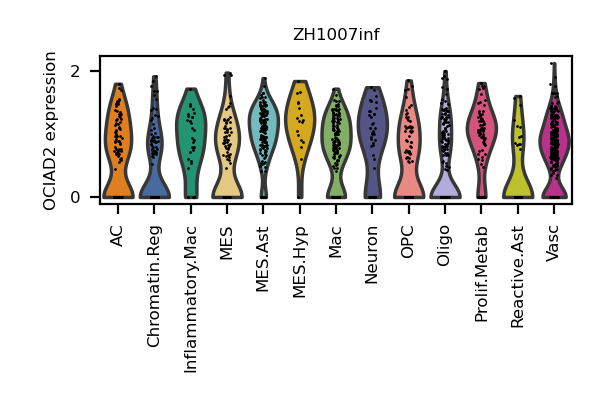 ZH1007inf
OCIAD2 expression
2
0
AC
Chromatin.Reg
Inflammatory.Mac
MES
MES.Ast
MES.Hyp
Mac
Neuron
OPC
Oligo
Prolif.Metab
Reactive.Ast
Vasc